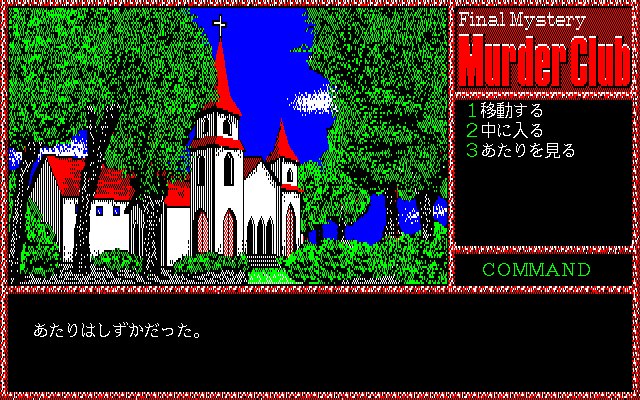 Final Mystery
Murder Club
1移動する
2中に入る
3あたりを見る
COMMAND
あたりはしずかだった。